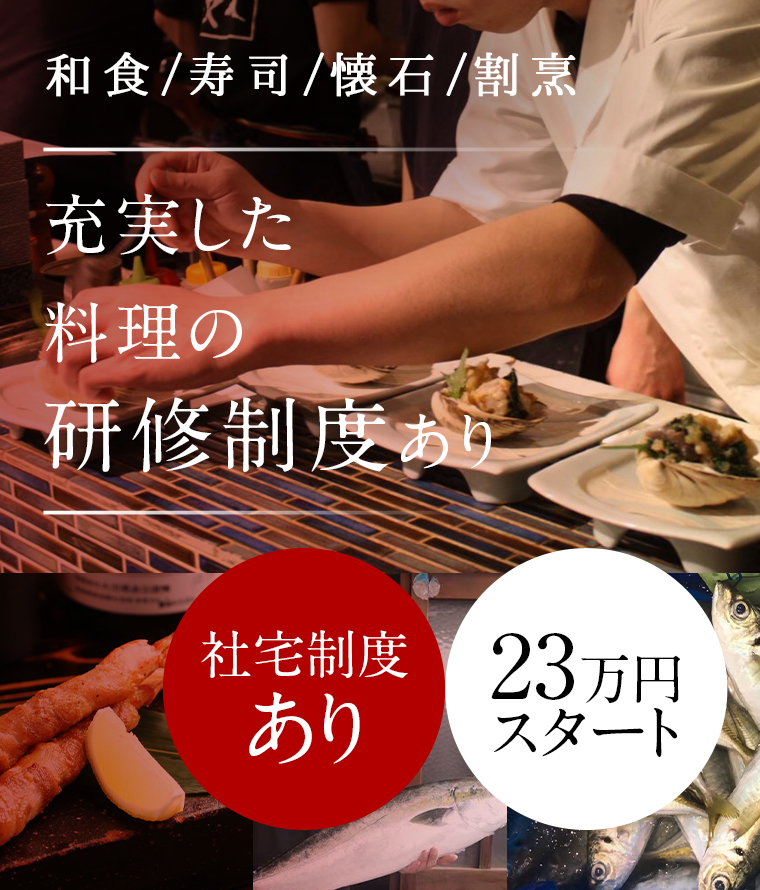 和食/寿司/懐石/割烹
充実した
料理の
研修制度あり
社宅制度
あり
23万円
スタート